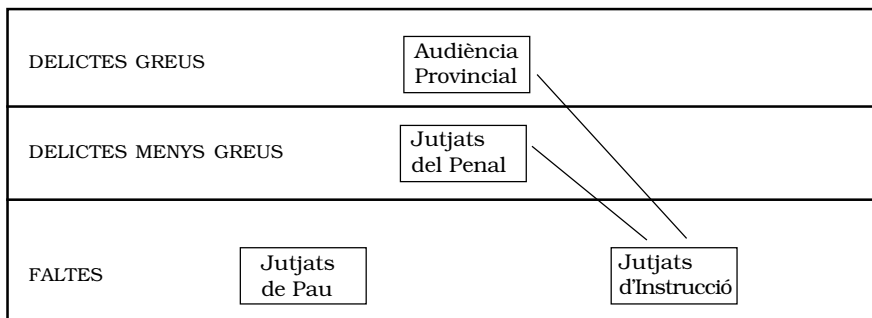 DELICTES GREUS
Audiència
Provincial
DELICTES MENYS GREUS
Jutjats
del Penal
FALTES
Jutjats
de Pau
Jutjats
d'Instrucció